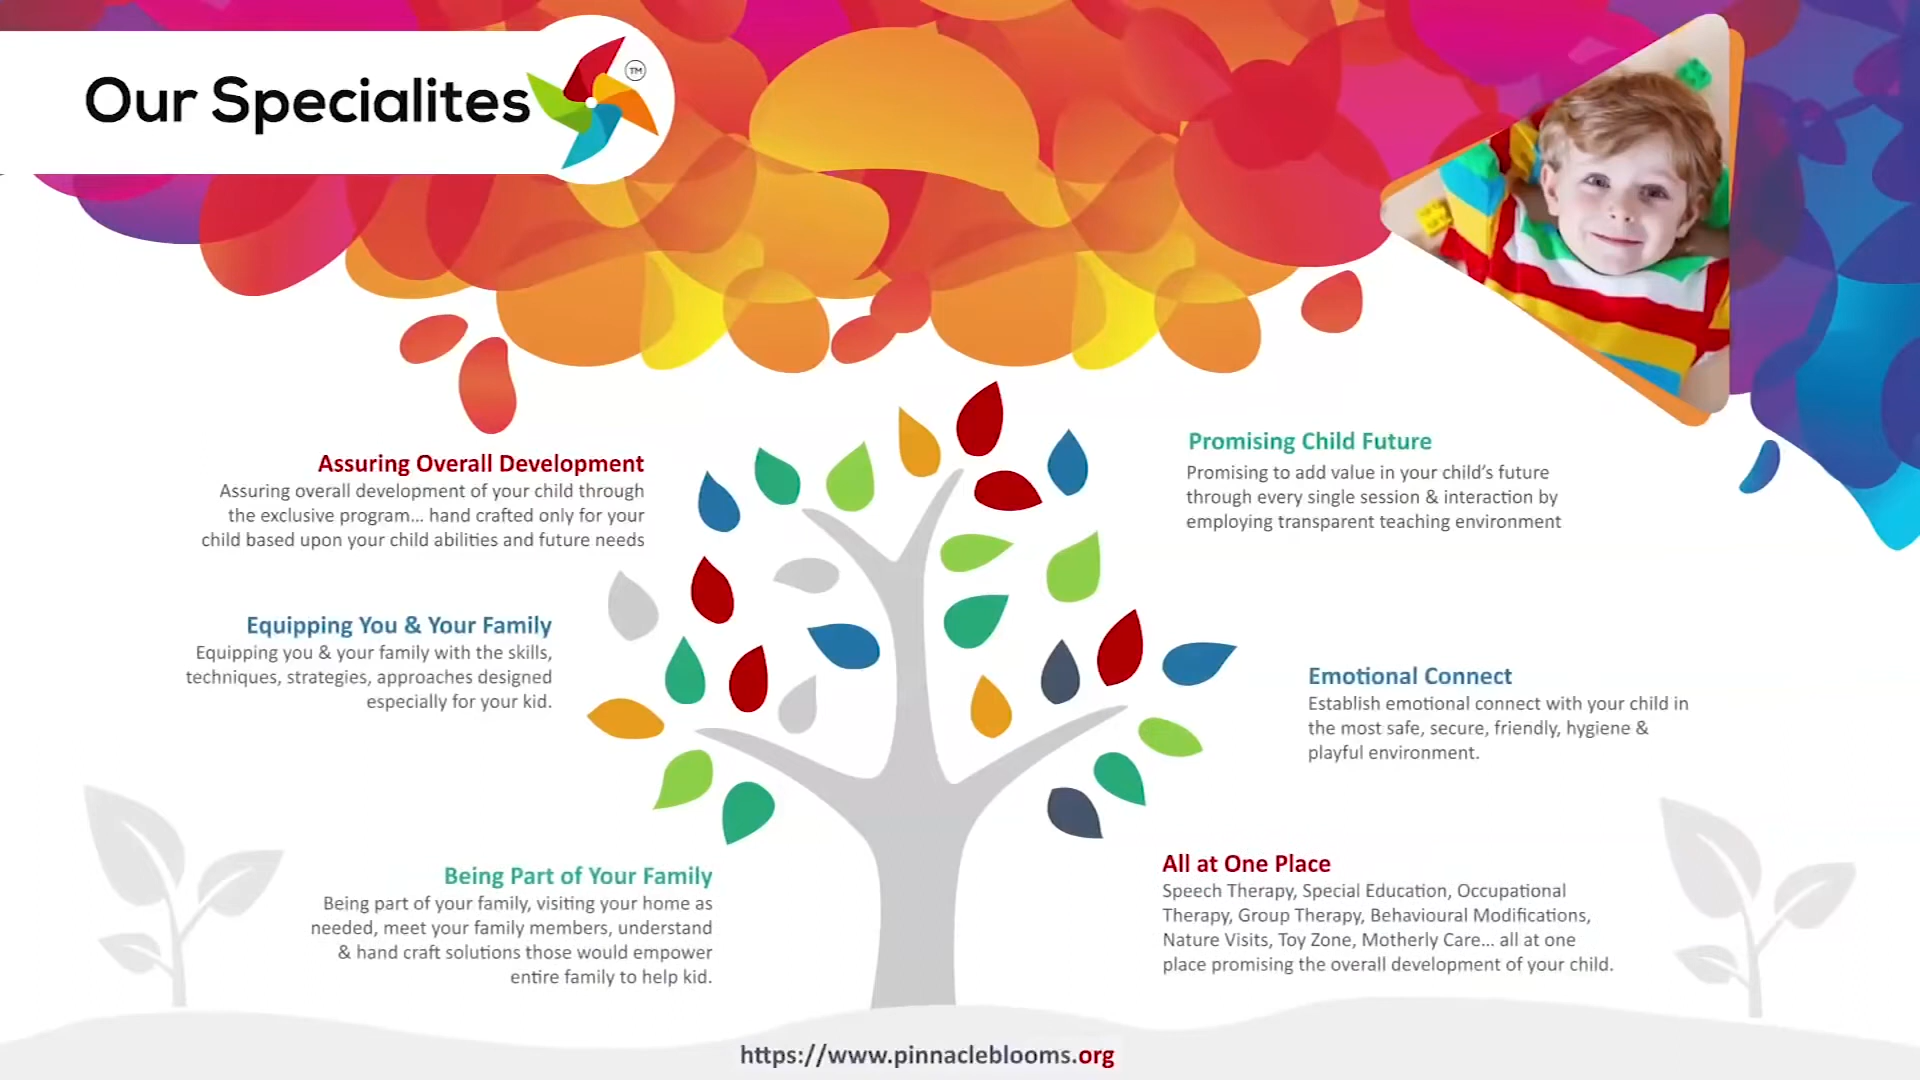 Our Specialites
TM
Assuring Overall Development
Assuring overall development of your child through
the exclusive program... hand crafted only for your
child based upon your child abilities and future needs
Equipping You & Your Family
Equipping you & your family with the skills,
techniques, strategies, approaches designed
especially for your kid.
Being Part of Your Family
Being part of your family, visiting your home as
needed, meet your family members, understand
& hand craft solutions those would empower
entire family to help kid.
Promising Child Future
Promising to add value in your child's future
through every single session & interaction by
employing transparent teaching environment
Emotional Connect
Establish emotional connect with your child in
the most safe, secure, friendly, hygiene &
playful environment.
All at One Place
Speech Therapy, Special Education, Occupational
Therapy, Group Therapy, Behavioural Modifications,
Nature Visits, Toy Zone, Motherly Care... all at one
place promising the overall development of your child.
https://www.pinnacleblooms.org